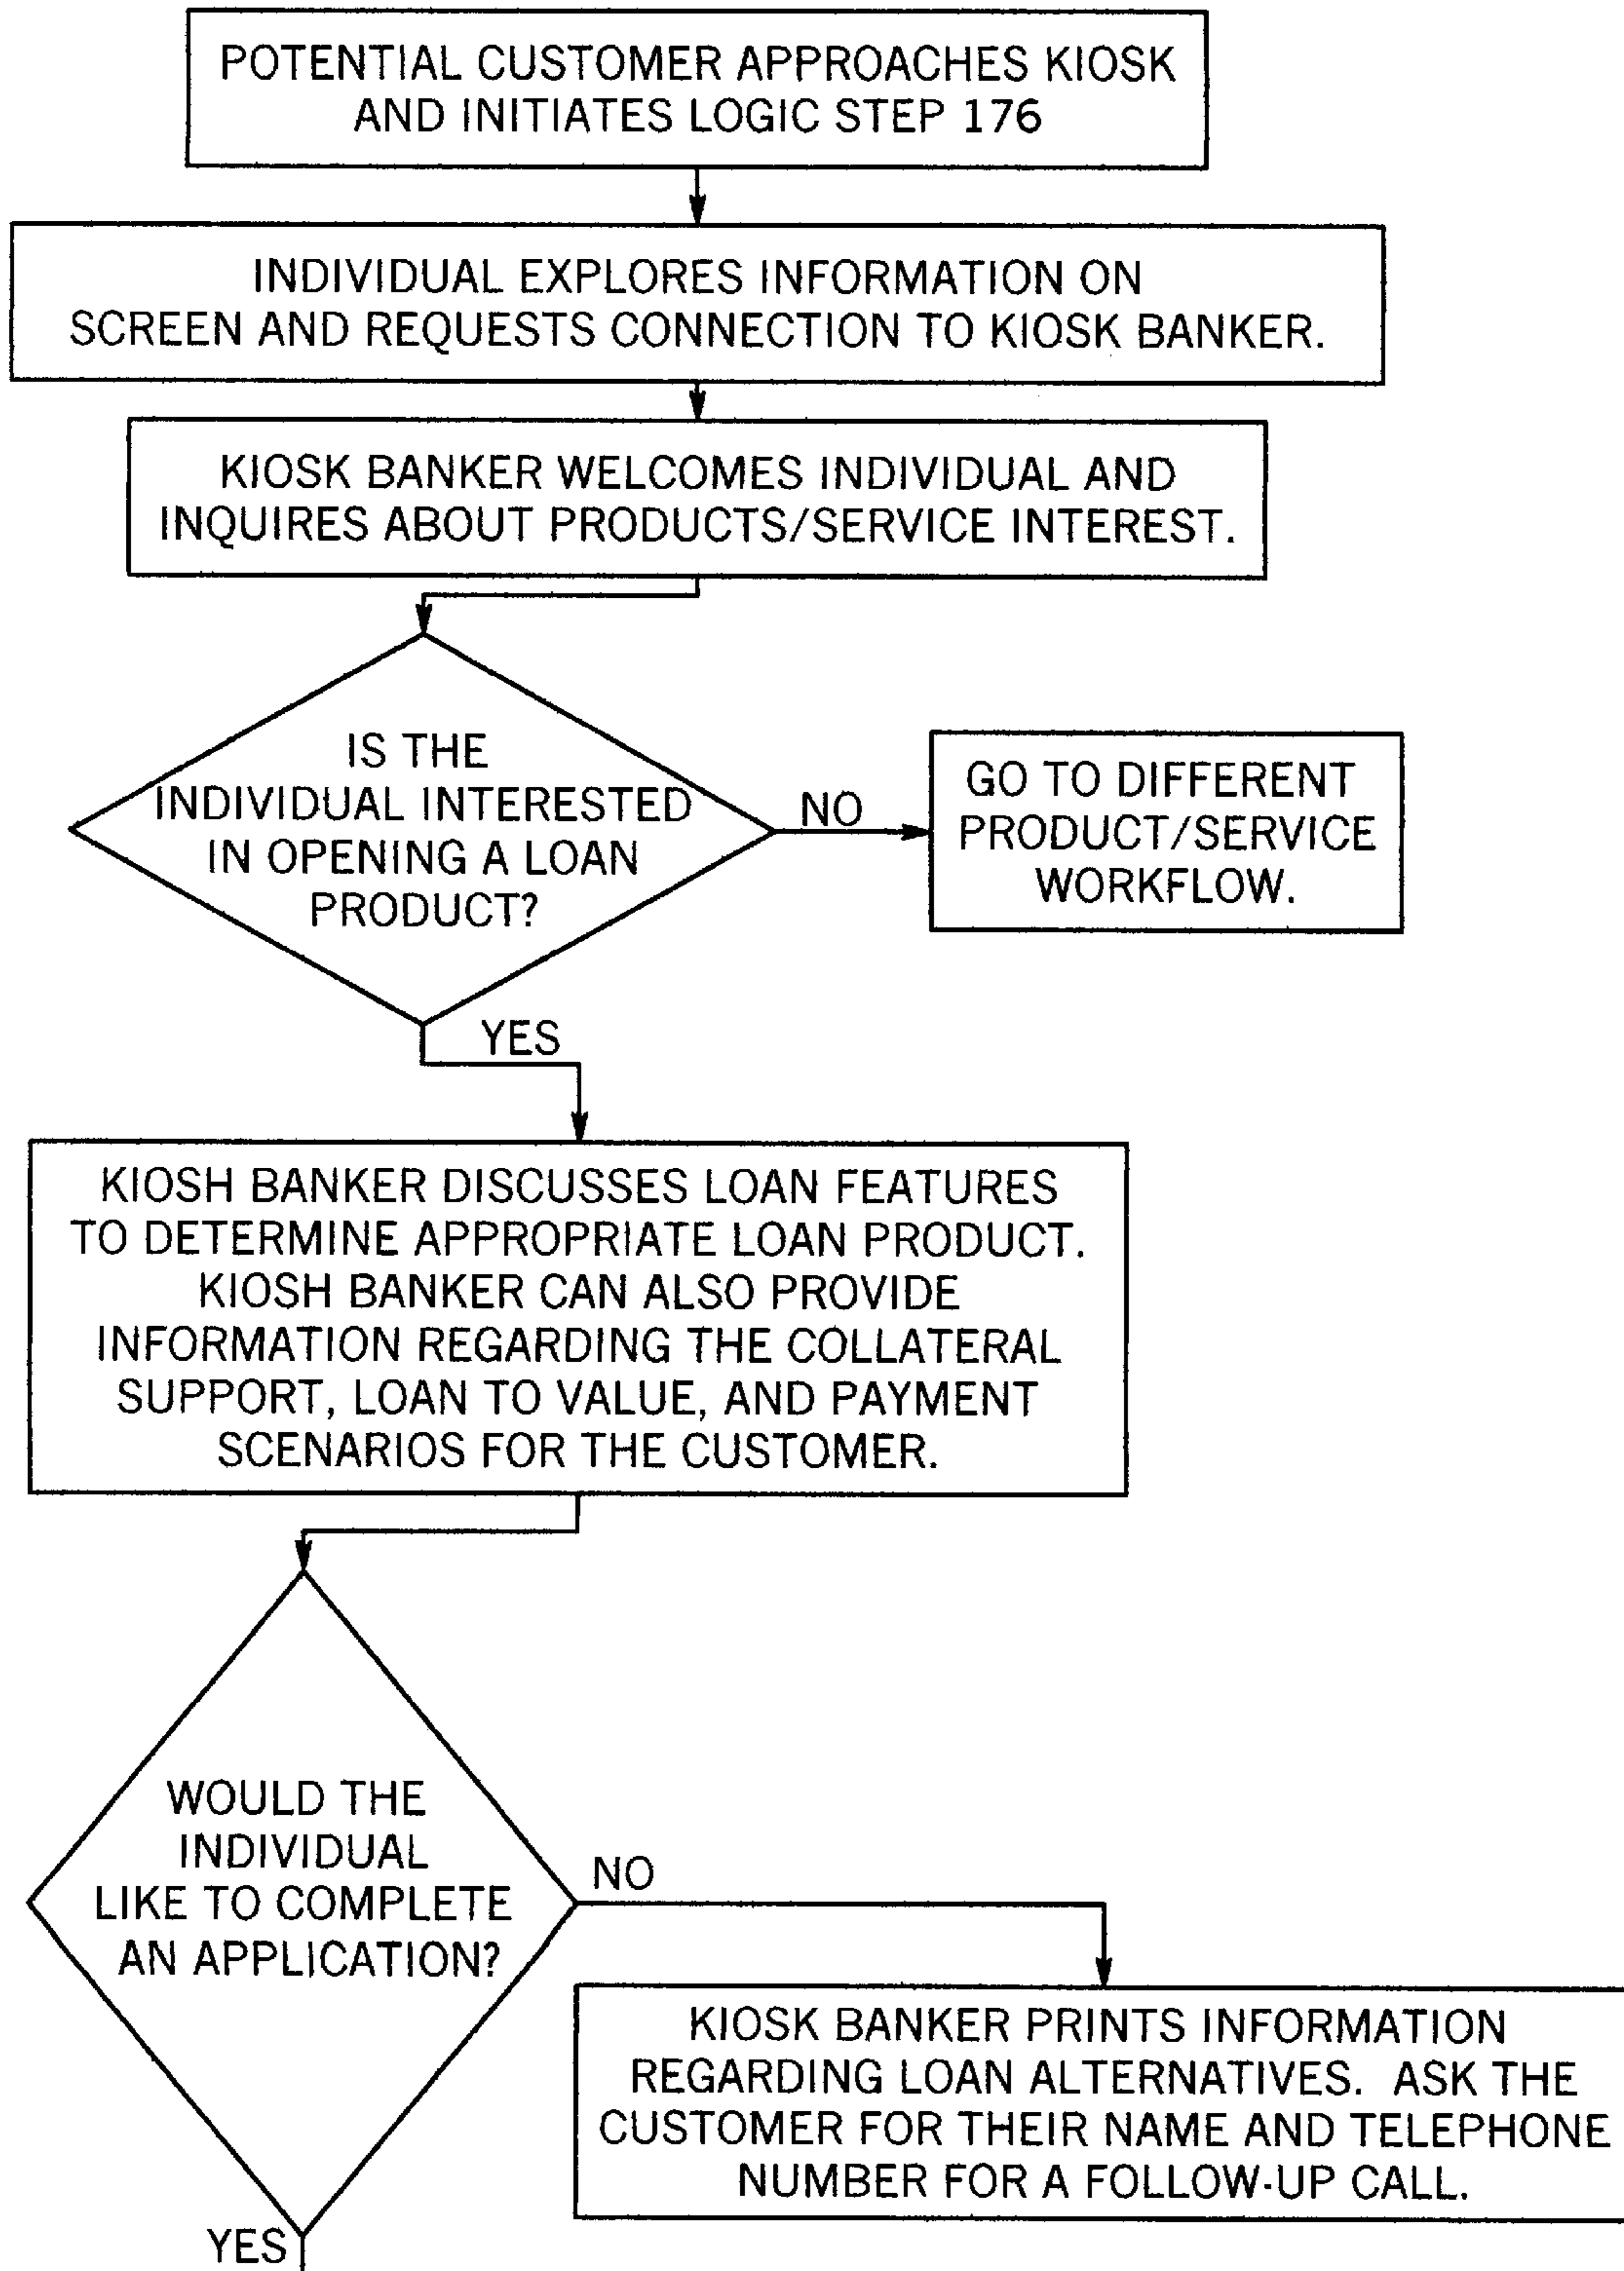 POTENTIAL CUSTOMER APPROACHES KIOSK
AND INITIATES LOGIC STEP 176
INDIVIDUAL EXPLORES INFORMATION ON
SCREEN AND REQUESTS CONNECTION TO KIOSK BANKER.
KIOSK BANKER WELCOMES INDIVIDUAL AND
INQUIRES ABOUT PRODUCTS/SERVICE INTEREST.
IS THE
INDIVIDUAL INTERESTED
IN OPENING A LOAN
PRODUCT?
NO
GO TO DIFFERENT
PRODUCT/SERVICE
WORKFLOW.
YES
KIOSH BANKER DISCUSSES LOAN FEATURES
TO DETERMINE APPROPRIATE LOAN PRODUCT.
KIOSH BANKER CAN ALSO PROVIDE
INFORMATION REGARDING THE COLLATERAL
SUPPORT, LOAN TO VALUE, AND PAYMENT
SCENARIOS FOR THE CUSTOMER.
WOULD THE
INDIVIDUAL
LIKE TO COMPLETE
AN APPLICATION?
NO
KIOSK BANKER PRINTS INFORMATION
REGARDING LOAN ALTERNATIVES. ASK THE
CUSTOMER FOR THEIR NAME AND TELEPHONE
NUMBER FOR A FOLLOW-UP CALL.
YES